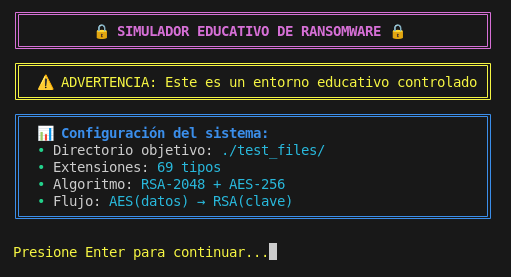 🔒 SIMULADOR EDUCATIVO DE RANSOMWARE 🔒
⚠️ ADVERTENCIA: Este es un entorno educativo controlado
📊 Configuración del sistema:
• Directorio objetivo: ./test_files/
• Extensiones: 69 tipos
• Algoritmo: RSA-2048 + AES-256
• Flujo: AES(datos) → RSA(clave)
Presione Enter para continuar...